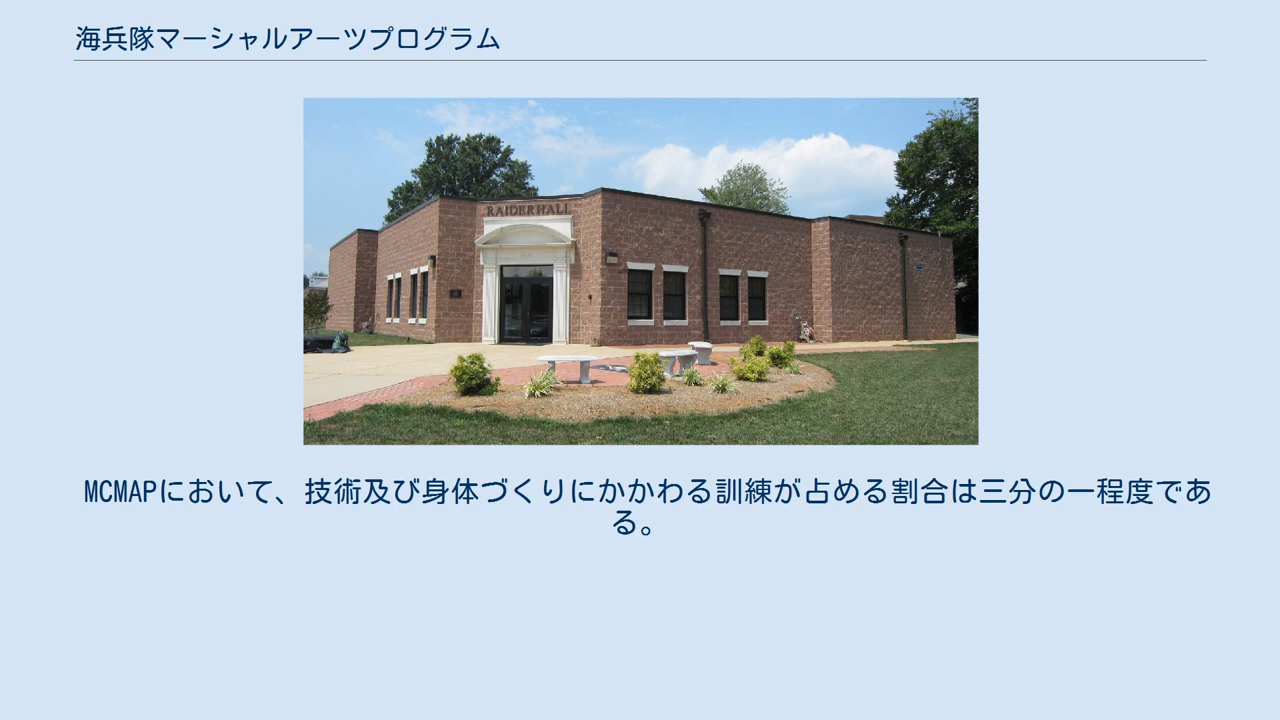 海兵隊マーシャルアーツプログラム
RAIDER HALL
MCMAPにおいて、技術及び身体づくりにかかわる訓練が占める割合は三分の一程度であ
る。